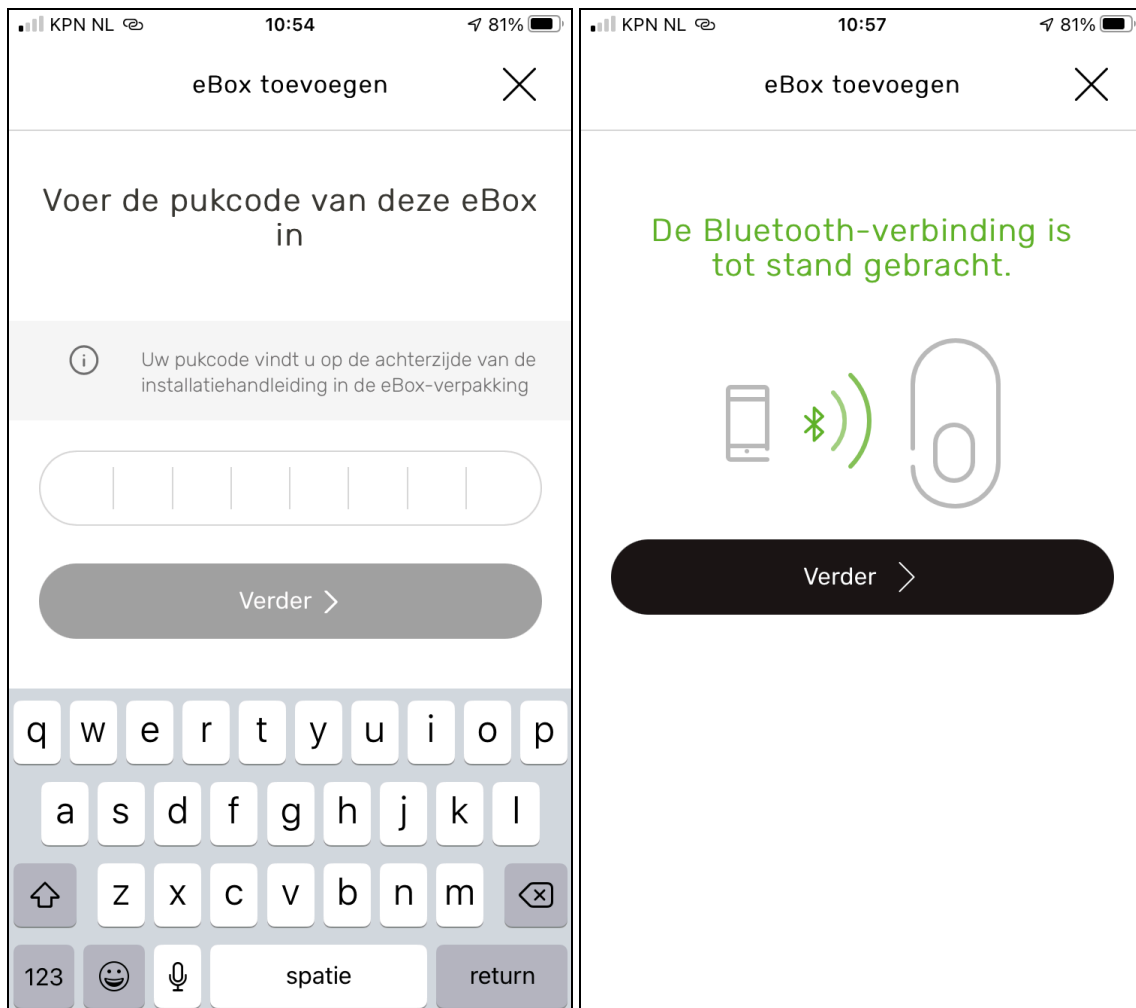 KPN NL 10:54 81%
eBox toevoegen
Voer de pukcode van deze eBox
in
Uw pukcode vindt u op de achterzijde van de
installatiehandleiding in de eBox-verpakking
Verder
q w e r t y u i o p
a s d f g h j k l
z x c v b n m
123 spatie return
KPN NL 10:57 81%
eBox toevoegen
De Bluetooth-verbinding is
tot stand gebracht.
Verder